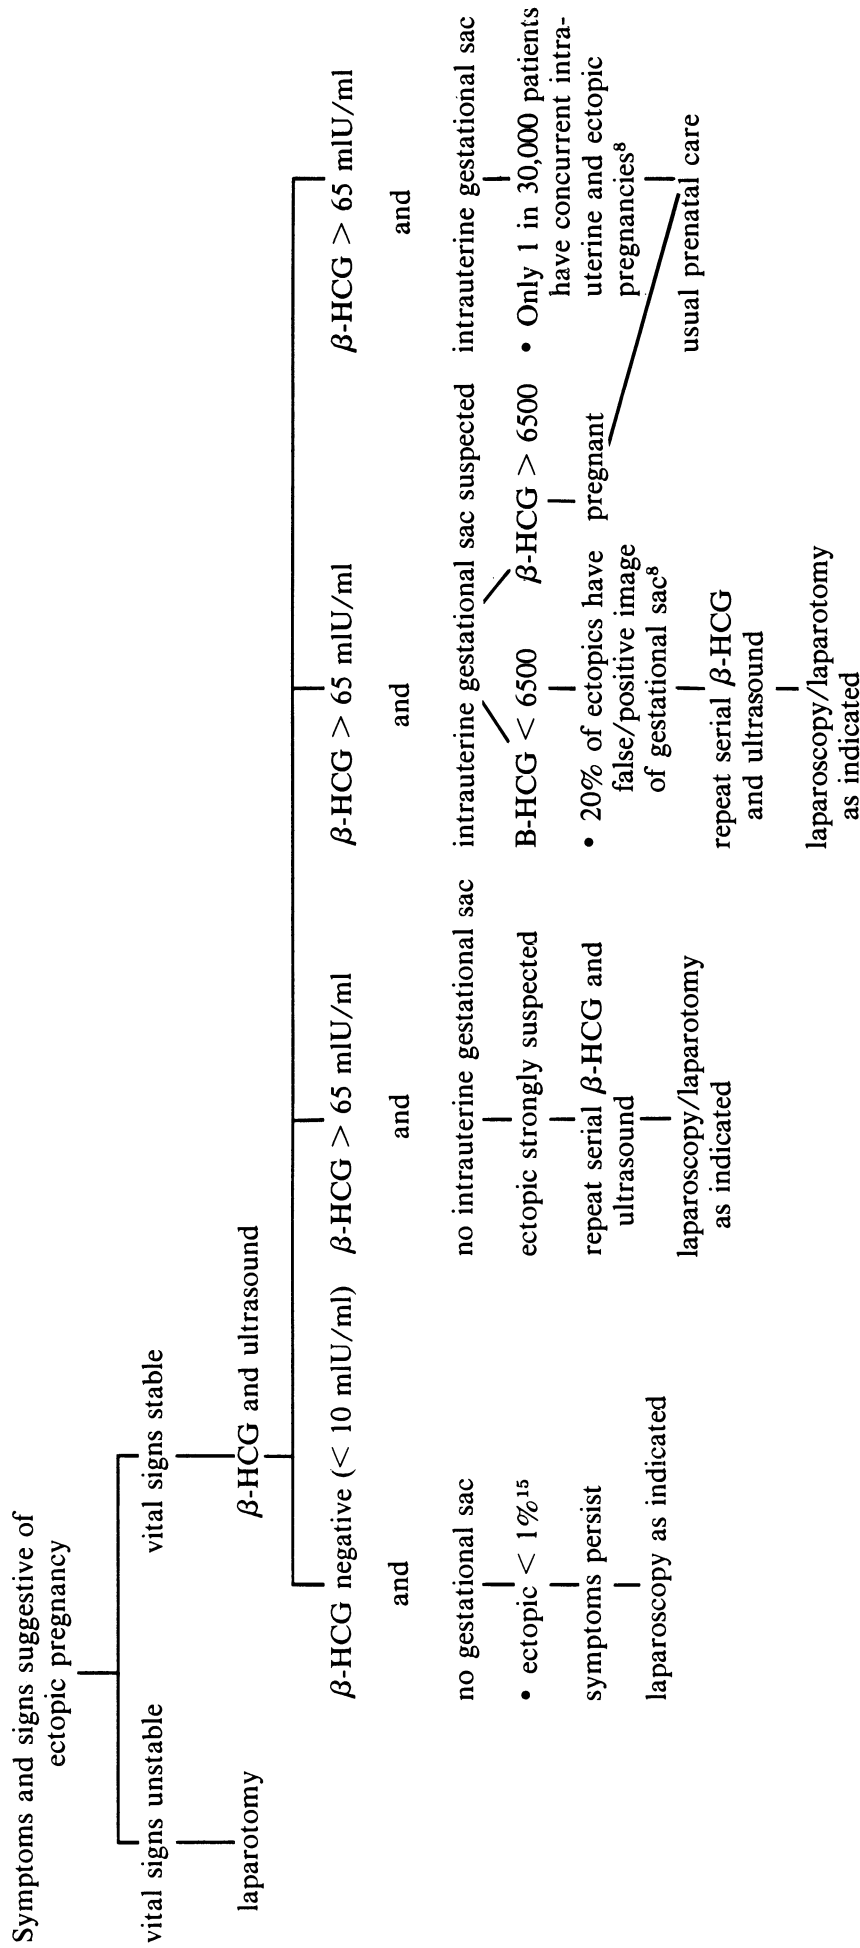 Symptoms and signs suggestive of
ectopic pregnancy
vital signs unstable
laparotomy
vital signs stable
β-HCG and ultrasound
β-HCG negative (< 10 mIU/ml)
and
no gestational sac
• ectopic < 1%¹⁵
symptoms persist
laparoscopy as indicated
β-HCG > 65 mIU/ml
and
no intrauterine gestational sac
ectopic strongly suspected
repeat serial β-HCG and
ultrasound
laparoscopy/laparotomy
as indicated
β-HCG > 65 mIU/ml
and
intrauterine gestational sac suspected
B-HCG < 6500
• 20% of ectopics have
false/positive image
of gestational sac⁸
repeat serial β-HCG
and ultrasound
laparoscopy/laparotomy
as indicated
β-HCG > 6500
pregnant
β-HCG > 65 mIU/ml
and
intrauterine gestational sac
• Only 1 in 30,000 patients
have concurrent intra-
uterine and ectopic
pregnancies⁸
usual prenatal care